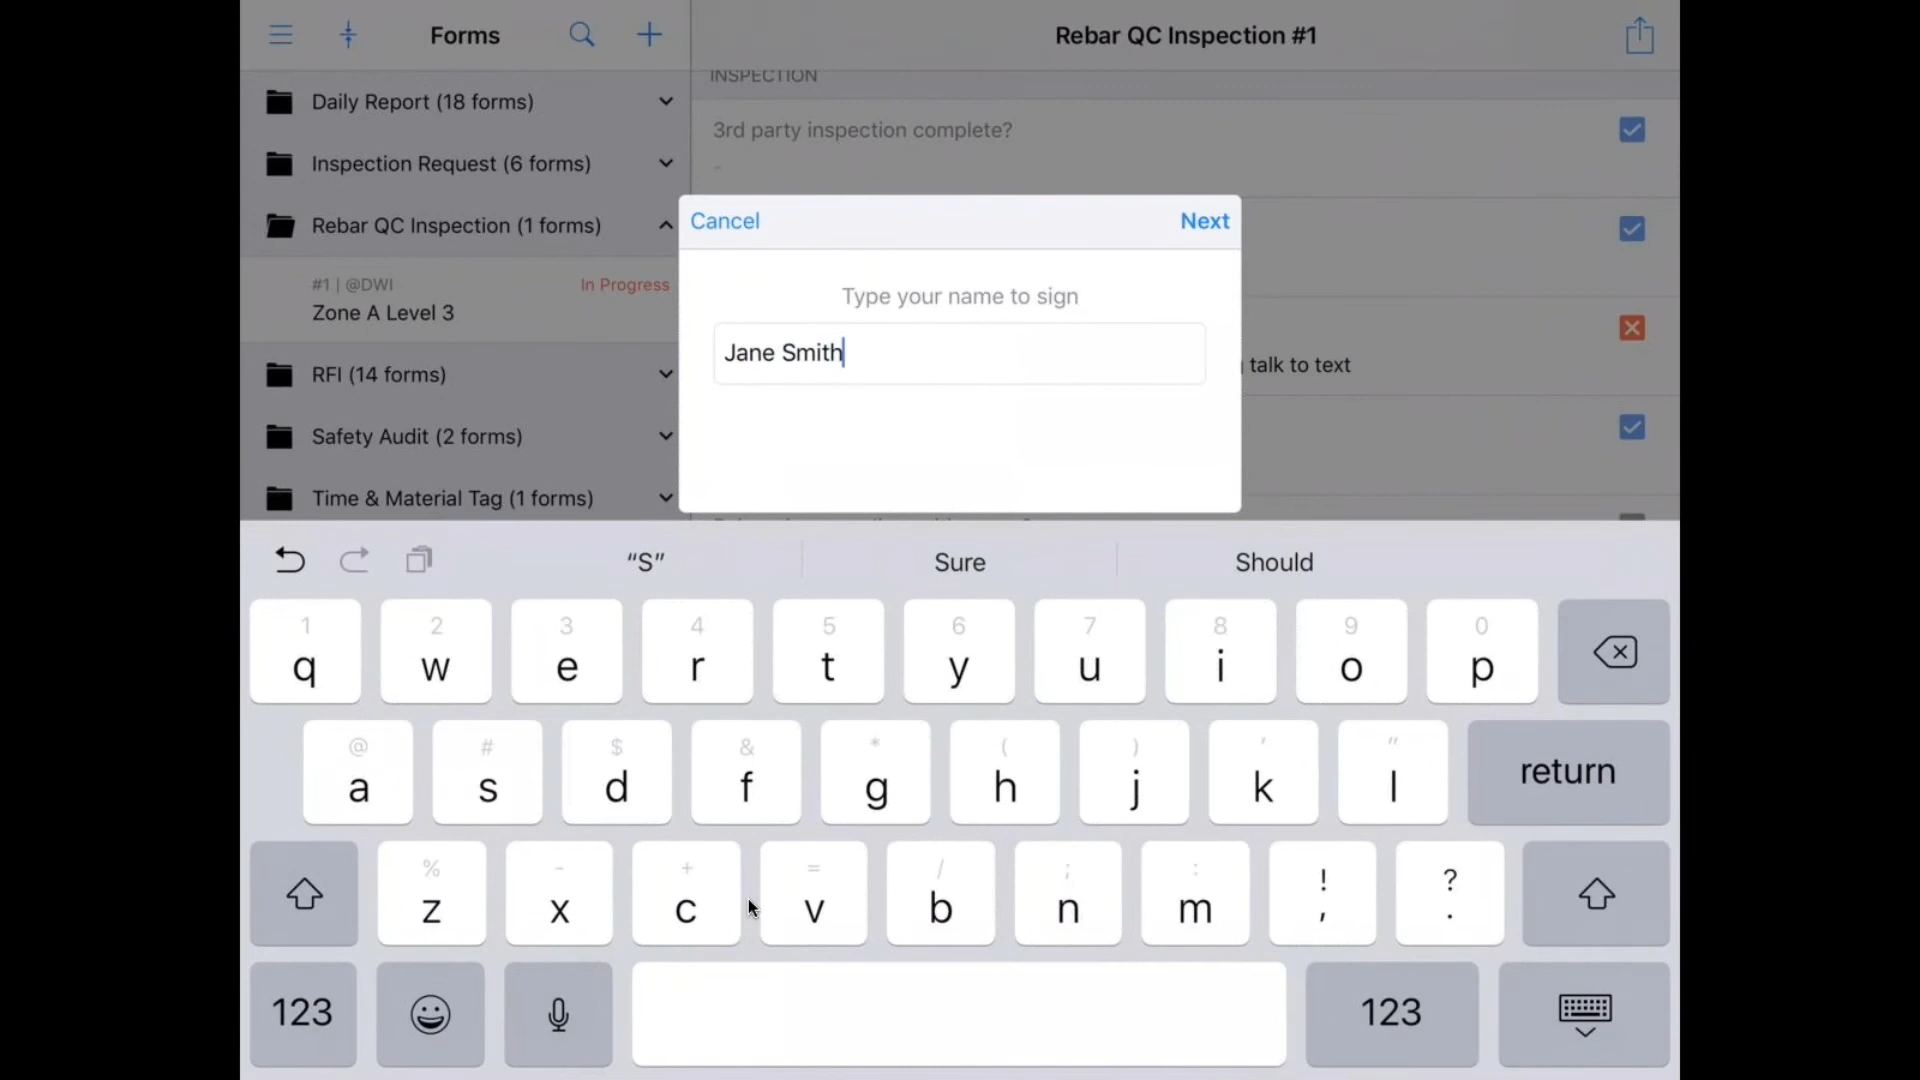 Forms
Rebar QC Inspection #1
Daily Report (18 forms)
Inspection Request (6 forms)
Rebar QC Inspection (1 forms)
#1 | @DWI
In Progress
Zone A Level 3
RFI (14 forms)
Safety Audit (2 forms)
Time & Material Tag (1 forms)
INSPECTION
3rd party inspection complete?
-
talk to text
Cancel
Next
Type your name to sign
Jane Smith
“S”
Sure
Should
1 2 3 4 5 6 7 8 9 0
q w e r t y u i o p
@ # $ & * ( ) ' "
a s d f g h j k l return
% - + = / ; : ! ?
z x c v b n m , .
123 123